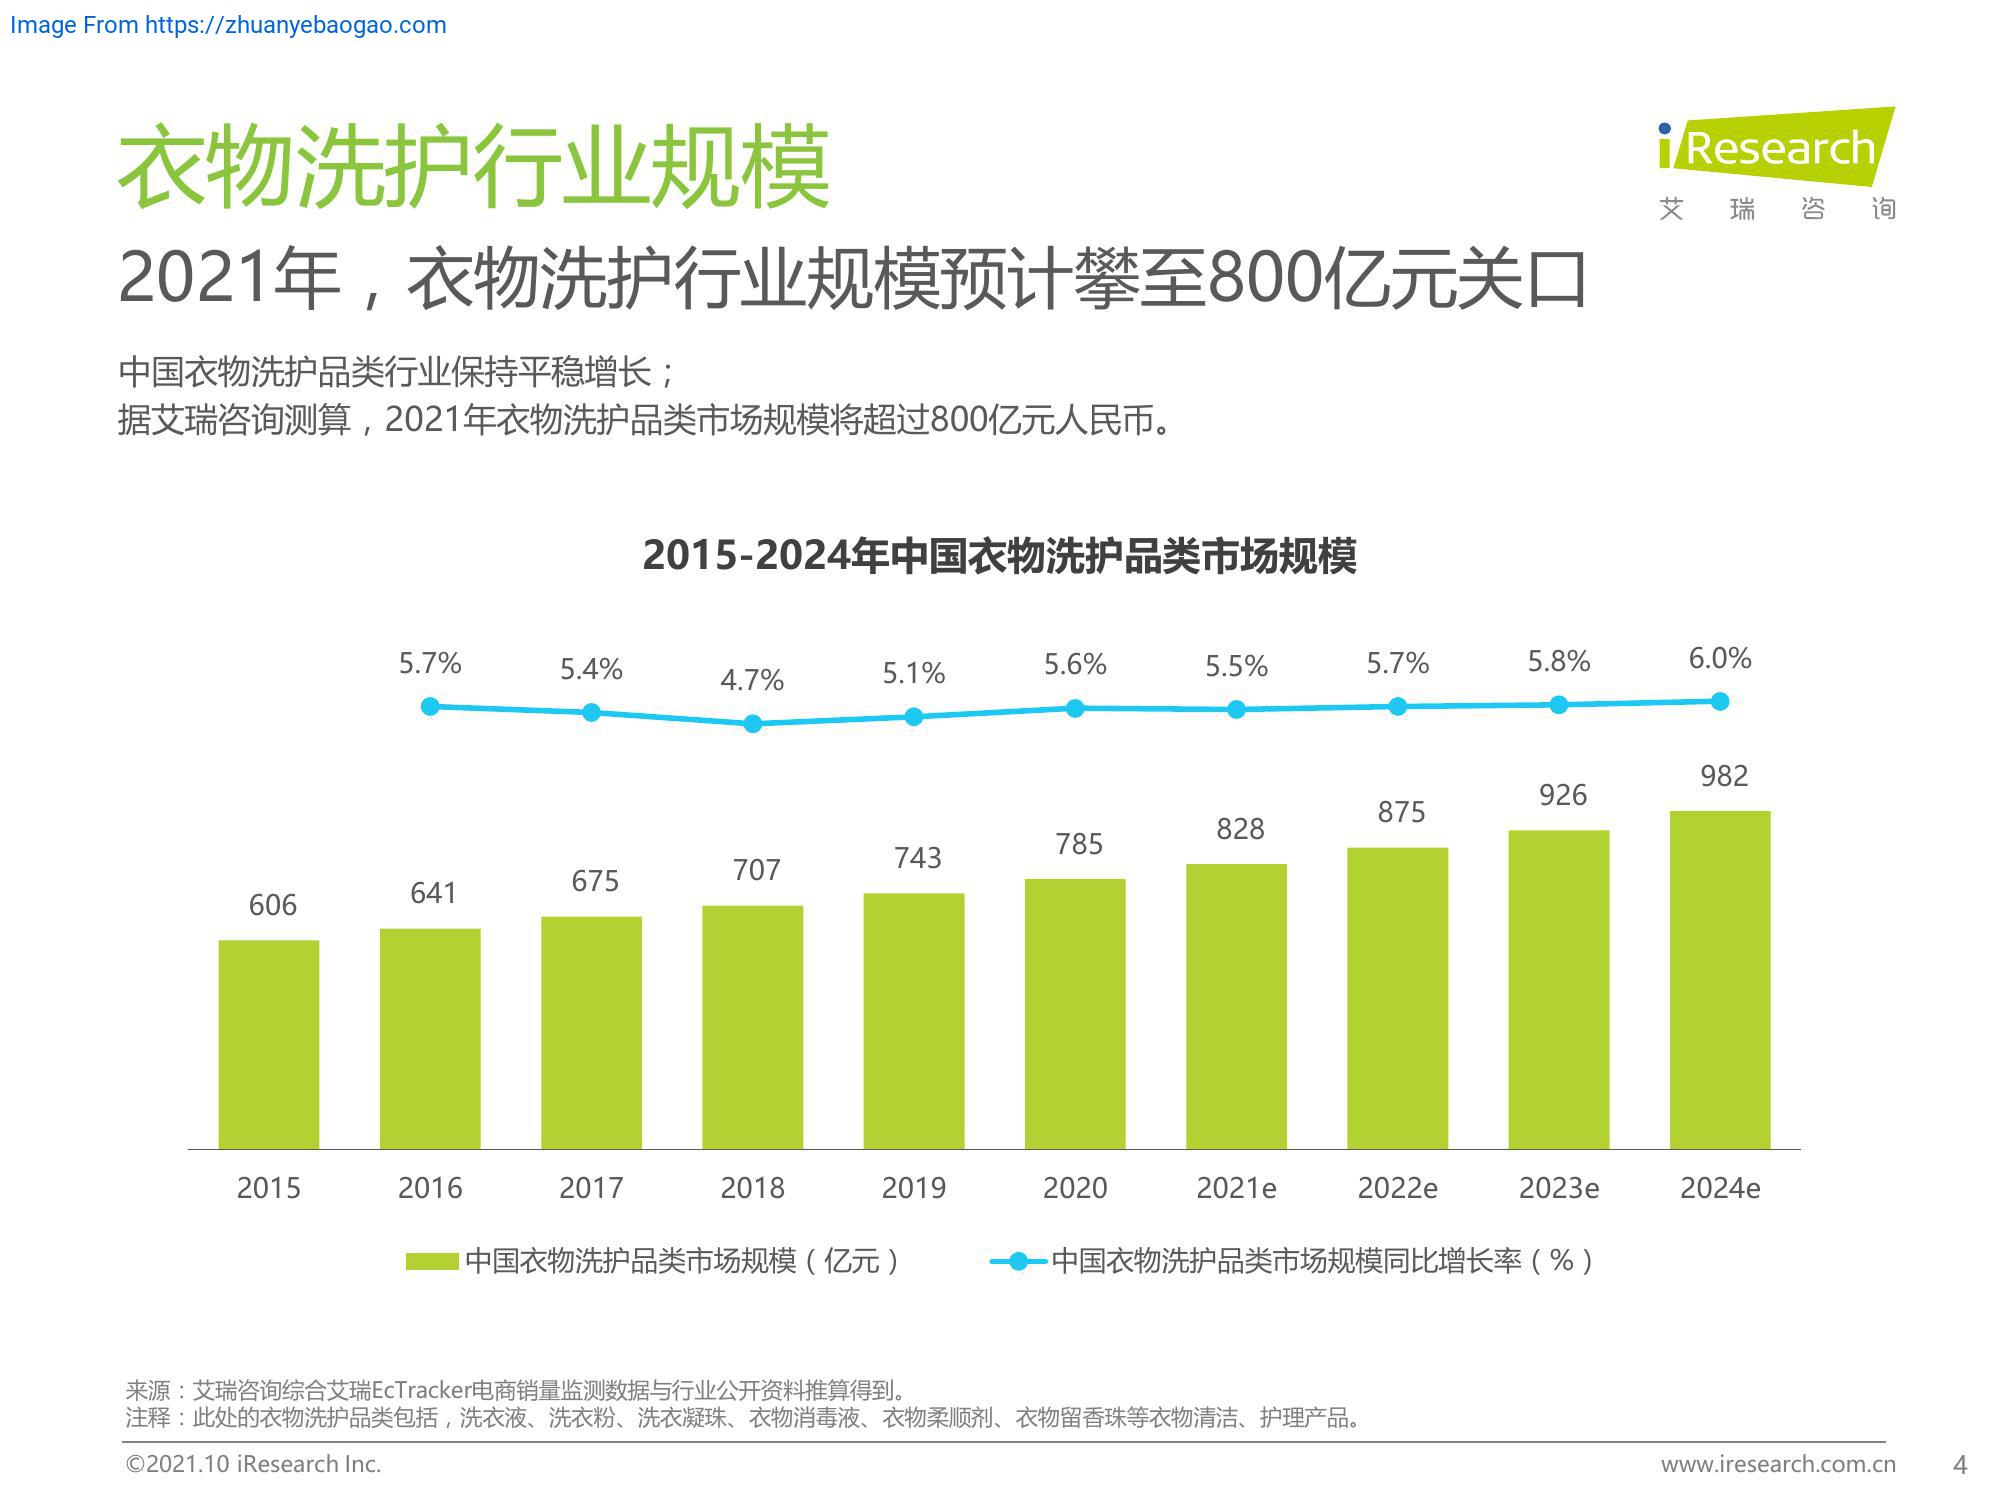 Image From https://zhuanyebaogao.com
衣物洗护行业规模
iResearch
艾瑞咨询
2021年，衣物洗护行业规模预计攀至800亿元关口
中国衣物洗护品类行业保持平稳增长；
据艾瑞咨询测算，2021年衣物洗护品类市场规模将超过800亿元人民币。
2015-2024年中国衣物洗护品类市场规模
5.7% 5.4% 4.7% 5.1% 5.6% 5.5% 5.7% 5.8% 6.0%
606 641 675 707 743 785 828 875 926 982
2015 2016 2017 2018 2019 2020 2021e 2022e 2023e 2024e
中国衣物洗护品类市场规模（亿元） 中国衣物洗护品类市场规模同比增长率（%）
来源：艾瑞咨询综合艾瑞EcTracker电商销量监测数据与行业公开资料推算得到。
注释：此处的衣物洗护品类包括，洗衣液、洗衣粉、洗衣凝珠、衣物消毒液、衣物柔顺剂、衣物留香珠等衣物清洁、护理产品。
©2021.10 iResearch Inc. www.iresearch.com.cn 4